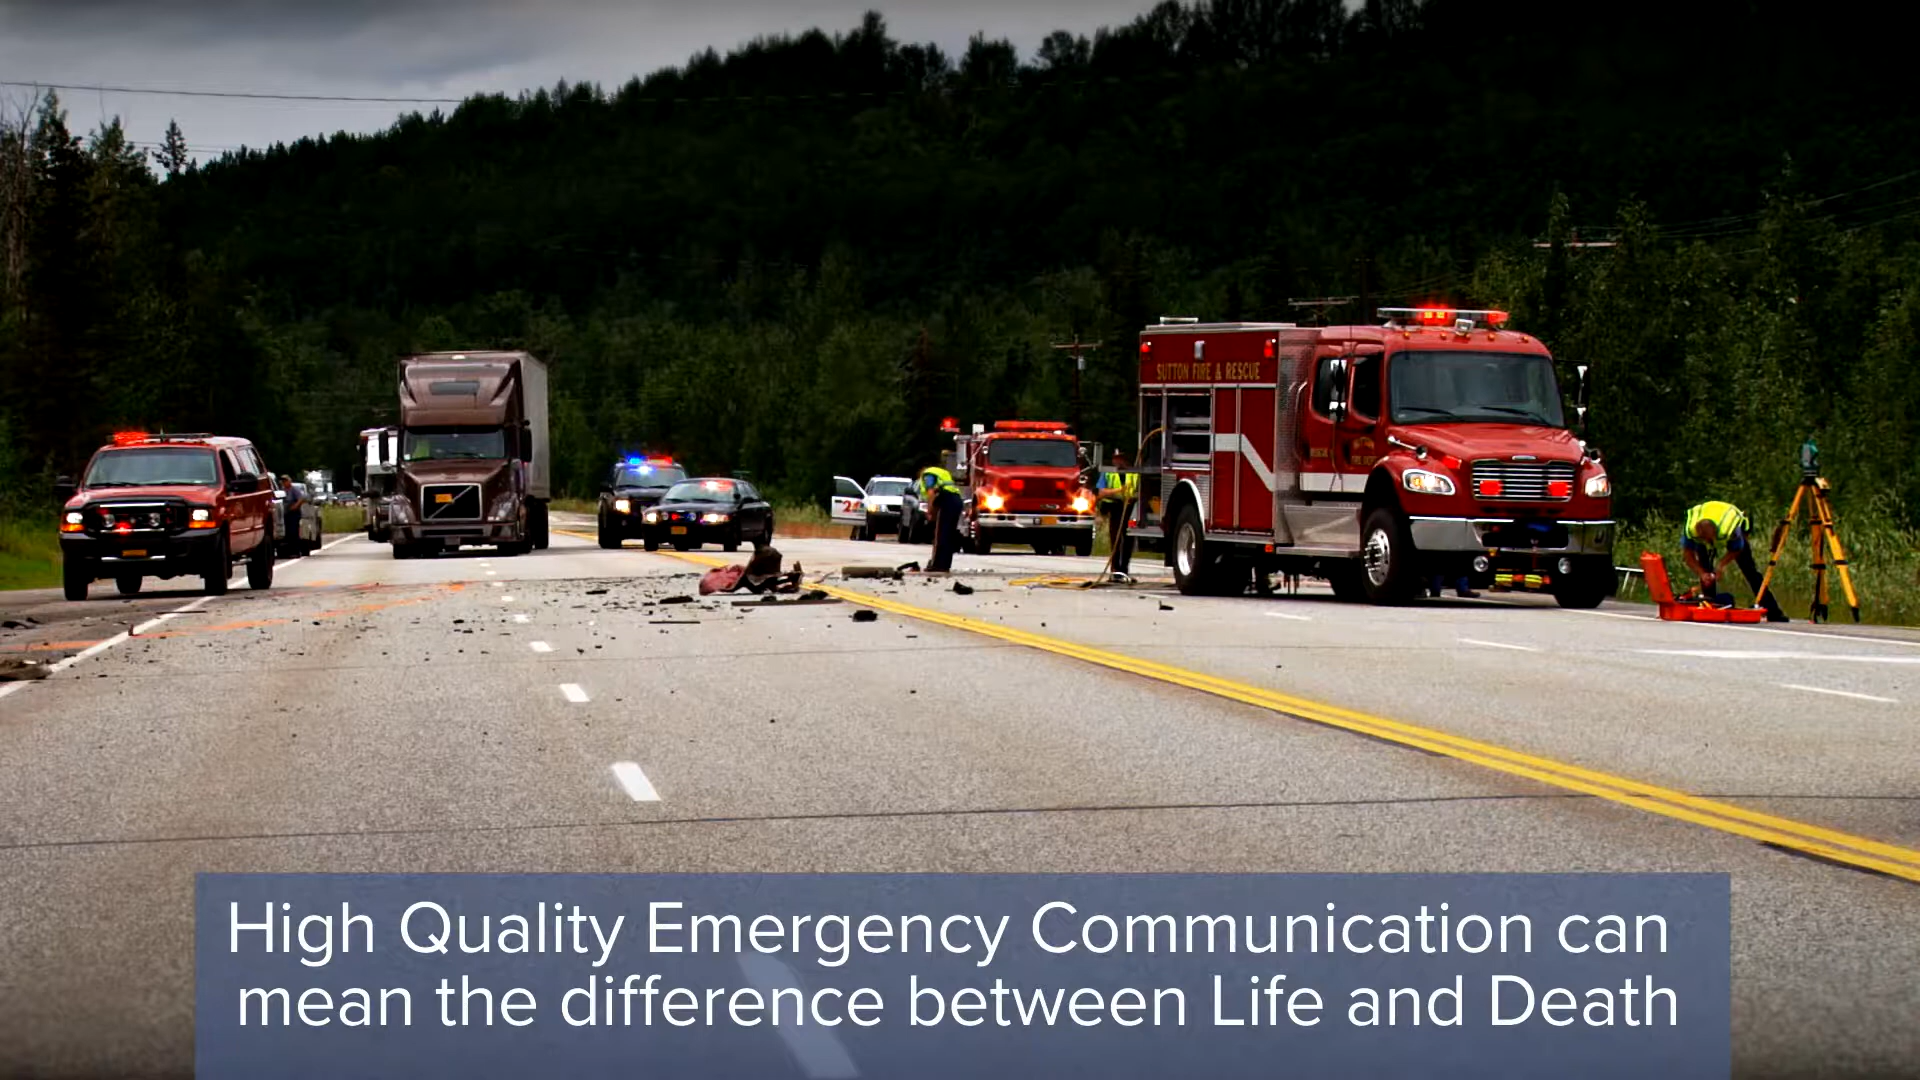 SUTTON FIRE & RESCUE
High Quality Emergency Communication can
mean the difference between Life and Death